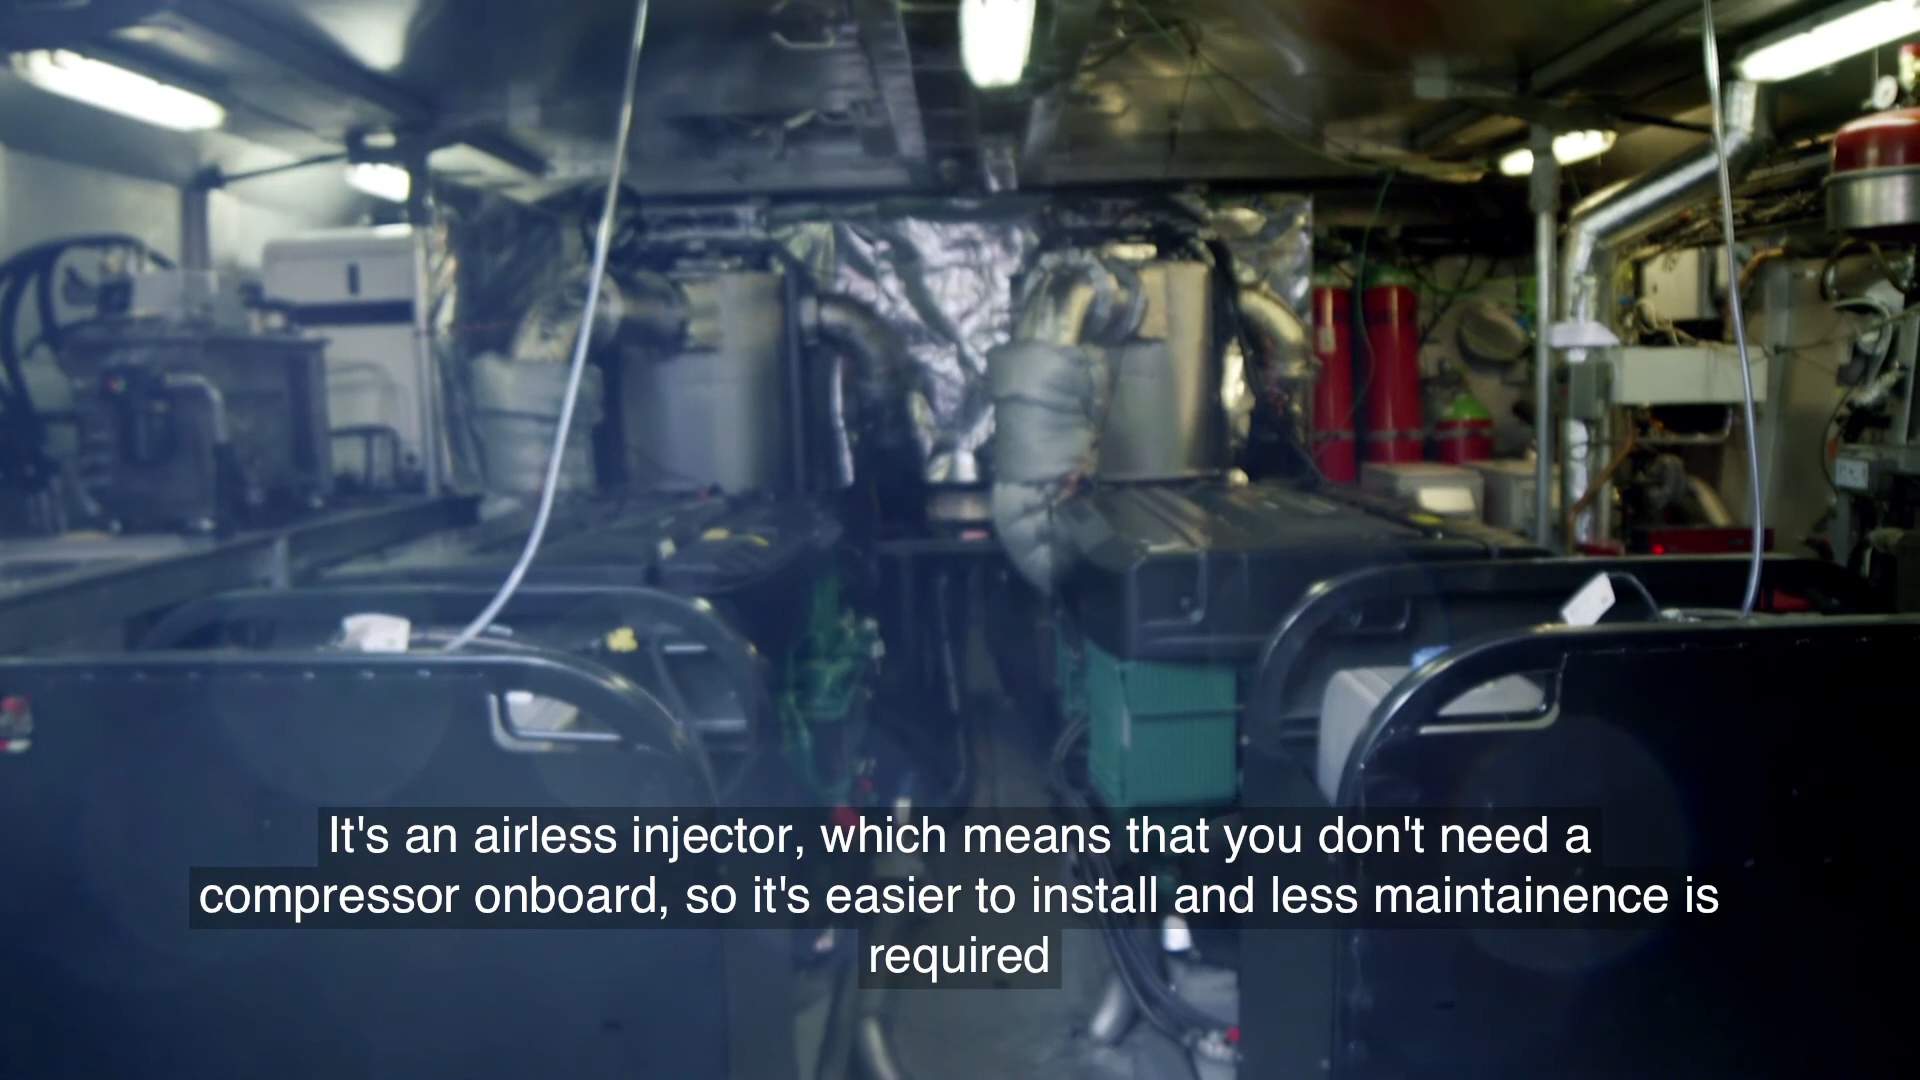 It's an airless injector, which means that you don't need a
compressor onboard, so it's easier to install and less maintainence is
required